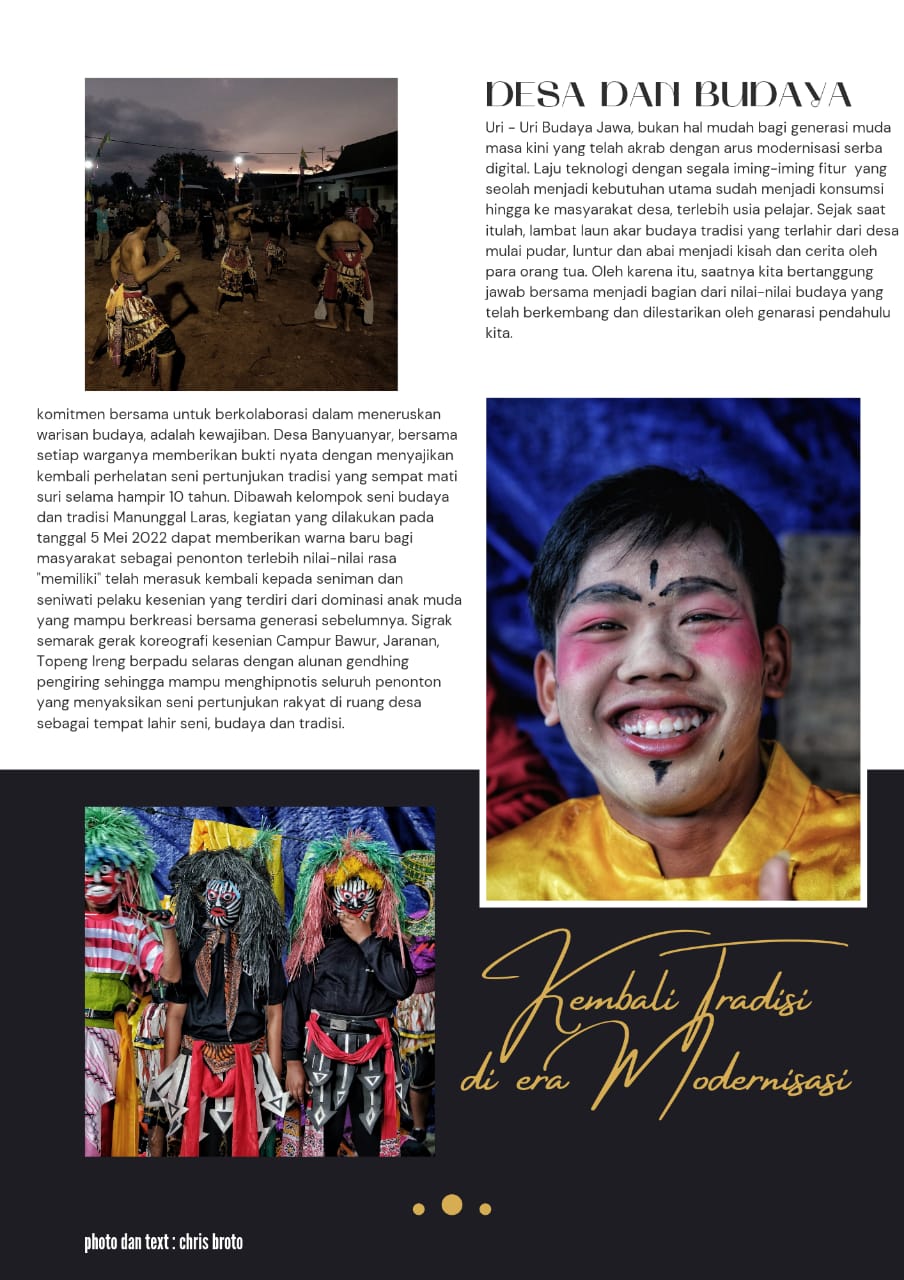 DESA DAN BUDAYA
Uri - Uri Budaya Jawa, bukan hal mudah bagi generasi muda
masa kini yang telah akrab dengan arus modernisasi serba
digital. Laju teknologi dengan segala iming-iming fitur yang
seolah menjadi kebutuhan utama sudah menjadi konsumsi
hingga ke masyarakat desa, terlebih usia pelajar. Sejak saat
itulah, lambat laun akar budaya tradisi yang terlahir dari desa
mulai pudar, luntur dan abai menjadi kisah dan cerita oleh
para orang tua. Oleh karena itu, saatnya kita bertanggung
jawab bersama menjadi bagian dari nilai-nilai budaya yang
telah berkembang dan dilestarikan oleh genarasi pendahulu
kita.
komitmen bersama untuk berkolaborasi dalam meneruskan
warisan budaya, adalah kewajiban. Desa Banyuanyar, bersama
setiap warganya memberikan bukti nyata dengan menyajikan
kembali perhelatan seni pertunjukan tradisi yang sempat mati
suri selama hampir 10 tahun. Dibawah kelompok seni budaya
dan tradisi Manunggal Laras, kegiatan yang dilakukan pada
tanggal 5 Mei 2022 dapat memberikan warna baru bagi
masyarakat sebagai penonton terlebih nilai-nilai rasa
"memiliki" telah merasuk kembali kepada seniman dan
seniwati pelaku kesenian yang terdiri dari dominasi anak muda
yang mampu berkreasi bersama generasi sebelumnya. Sigrak
semarak gerak koreografi kesenian Campur Bawur, Jaranan,
Topeng Ireng berpadu selaras dengan alunan gendhing
pengiring sehingga mampu menghipnotis seluruh penonton
yang menyaksikan seni pertunjukan rakyat di ruang desa
sebagai tempat lahir seni, budaya dan tradisi.
Kembali Tradisi
di era Modernisasi
photo dan text : chris broto